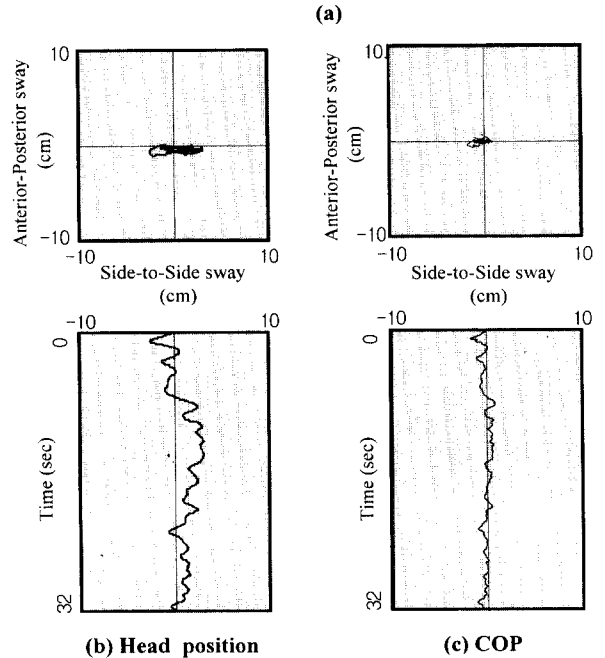 (a)
10
Anterior-Posterior sway
(cm)
−10
−10
10
Side-to-Side sway
(cm)
10
Anterior-Posterior sway
(cm)
−10
−10
10
Side-to-Side sway
(cm)
−10
10
0
Time (sec)
32
−10
10
0
Time (sec)
32
(b) Head position
(c) COP